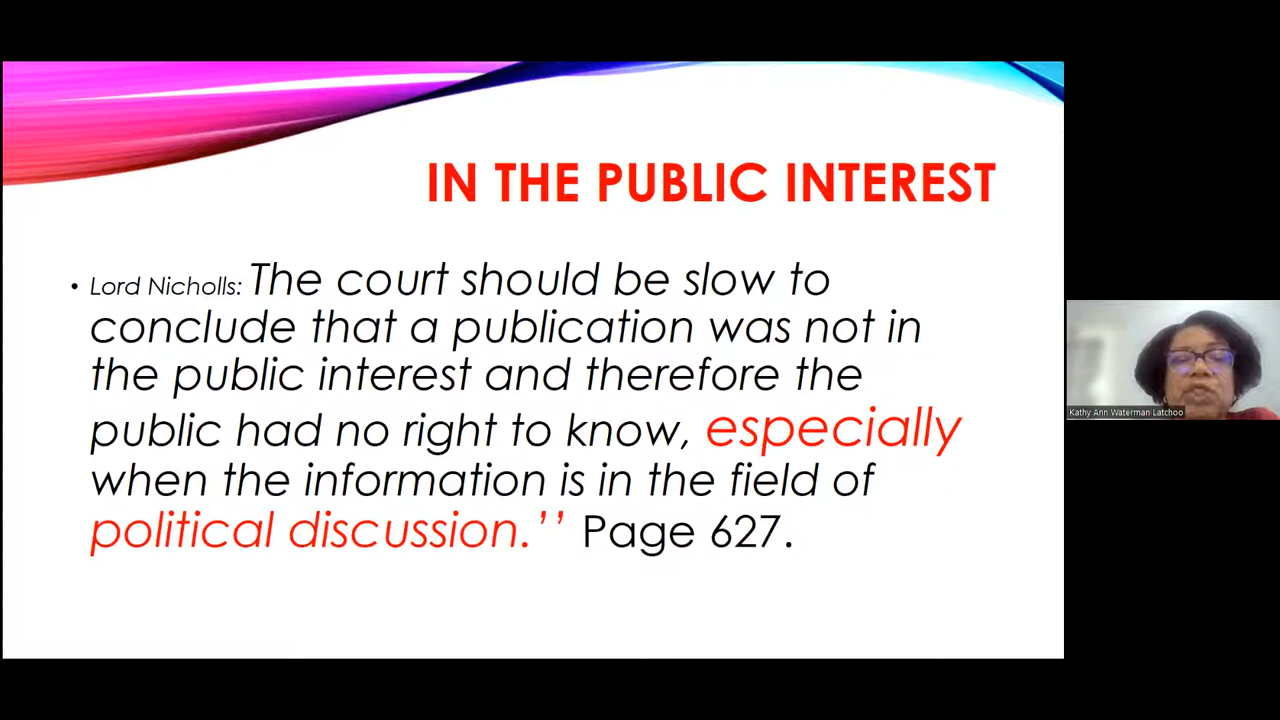 IN THE PUBLIC INTEREST
• Lord Nicholls: The court should be slow to
conclude that a publication was not in
the public interest and therefore the
public had no right to know, especially
when the information is in the field of
political discussion.’’ Page 627.
Kathy Ann Waterman Latchoo